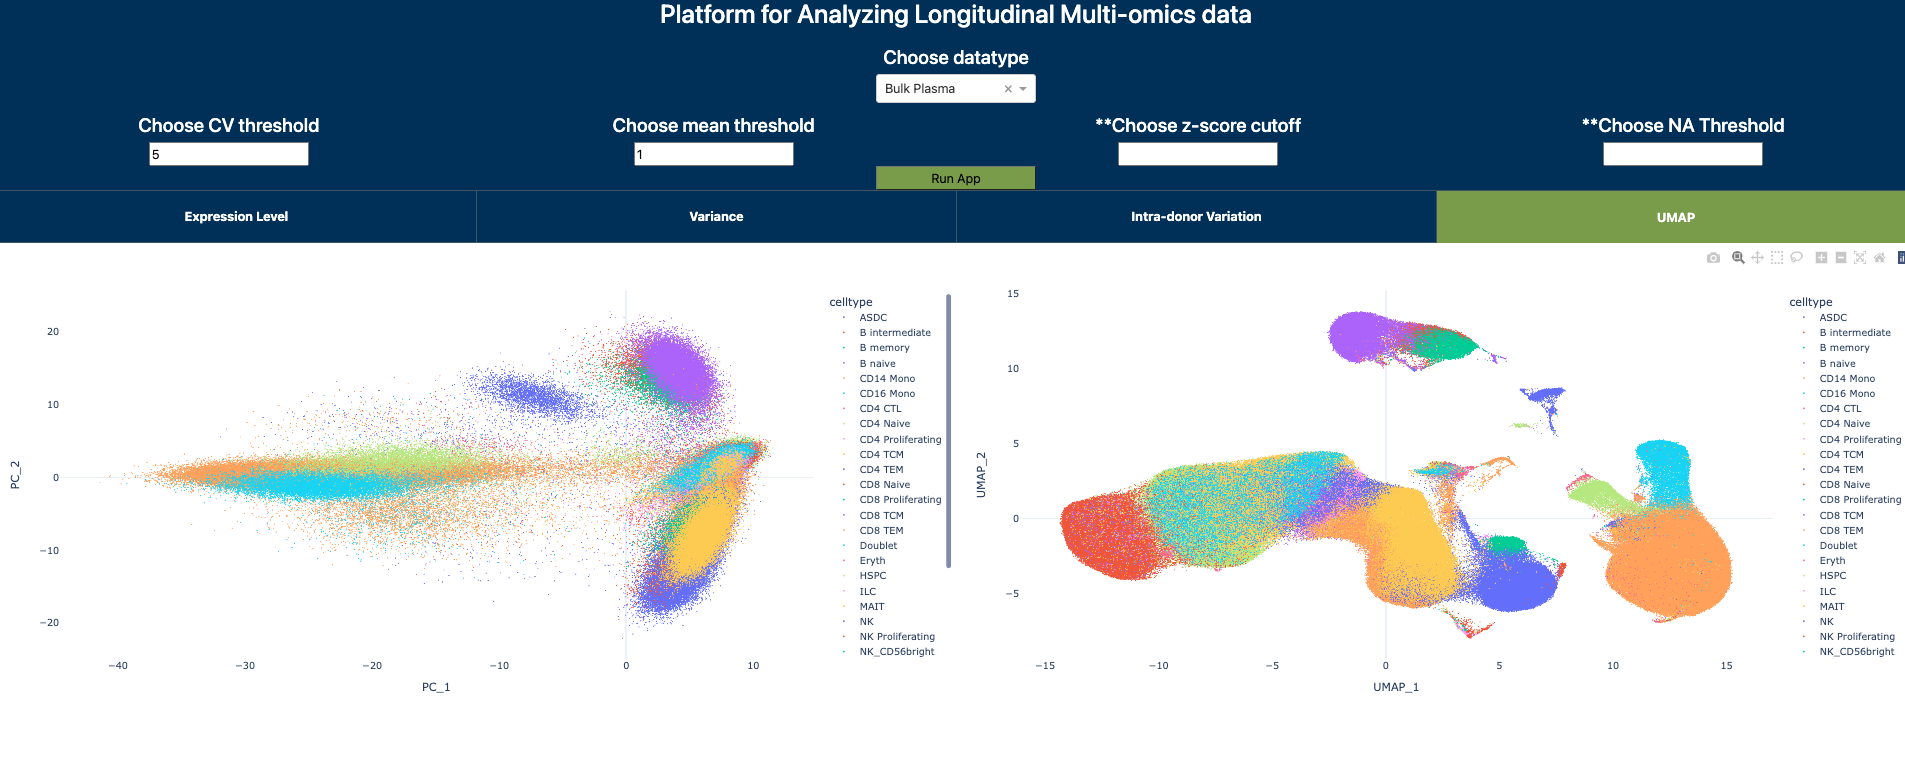 Platform for Analyzing Longitudinal Multi-omics data
Choose datatype
Bulk Plasma
Choose CV threshold
Choose mean threshold
**Choose z-score cutoff
**Choose NA Threshold
5
1
Run App
Expression Level
Variance
Intra-donor Variation
UMAP
20
10
0
−10
−20
PC_2
−40
−30
−20
−10
0
10
PC_1
celltype
ASDC
B intermediate
B memory
B naive
CD14 Mono
CD16 Mono
CD4 CTL
CD4 Naive
CD4 Proliferating
CD4 TCM
CD4 TEM
CD8 Naive
CD8 Proliferating
CD8 TCM
CD8 TEM
Doublet
Eryth
HSPC
ILC
MAIT
NK
NK Proliferating
NK_CD56bright
15
10
5
0
−5
UMAP_2
−15
−10
−5
0
5
10
15
UMAP_1
celltype
ASDC
B intermediate
B memory
B naive
CD14 Mono
CD16 Mono
CD4 CTL
CD4 Naive
CD4 Proliferating
CD4 TCM
CD4 TEM
CD8 Naive
CD8 Proliferating
CD8 TCM
CD8 TEM
Doublet
Eryth
HSPC
ILC
MAIT
NK
NK Proliferating
NK_CD56bright